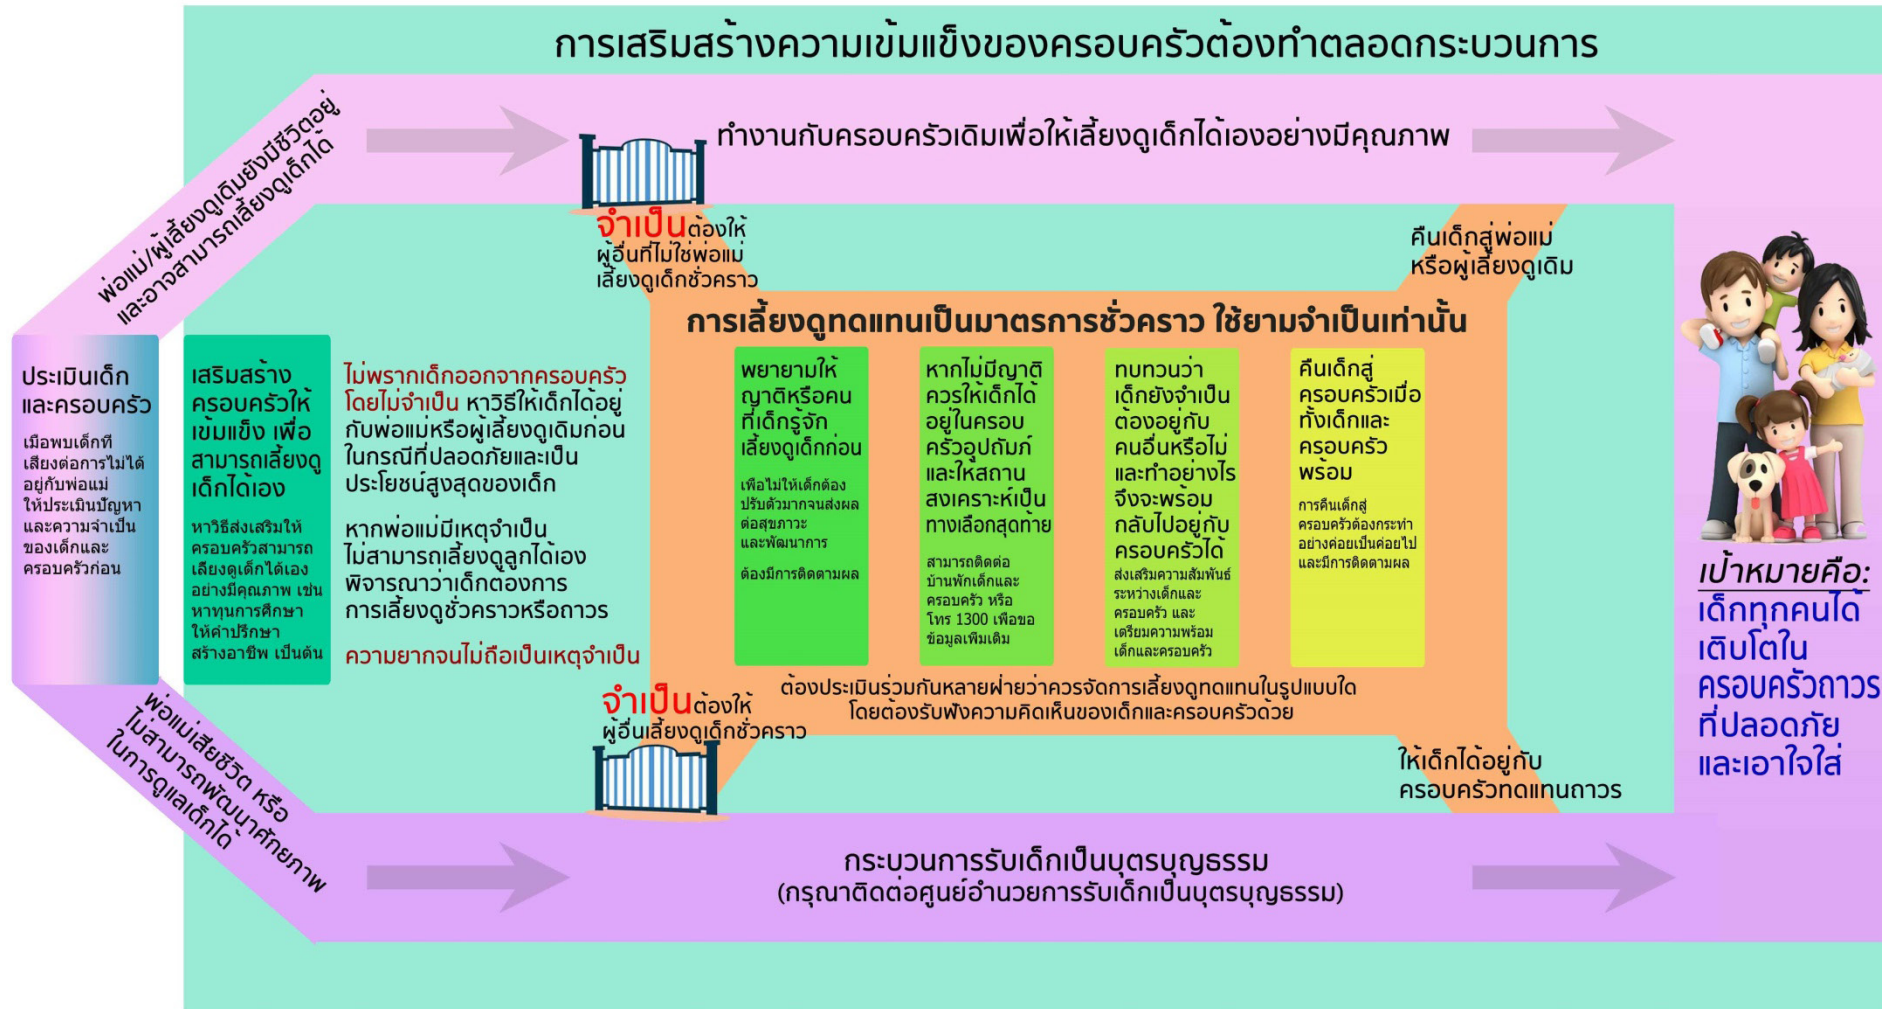 การเสริมสร้างความเข้มแข็งของครอบครัวต้องทำตลอดกระบวนการ
พ่อแม่/ผู้เลี้ยงดูเดิมยังมีชีวิตอยู่
และอาจสามารถเลี้ยงดูเด็กได้
ทำงานกับครอบครัวเดิมเพื่อให้เลี้ยงดูเด็กได้เองอย่างมีคุณภาพ
จำเป็นต้องให้
ผู้อื่นที่ไม่ใช่พ่อแม่
เลี้ยงดูเด็กชั่วคราว
คืนเด็กสู่พ่อแม่
หรือผู้เลี้ยงดูเดิม
ประเมินเด็ก
และครอบครัว
เมื่อพบเด็กที่
เสี่ยงต่อการไม่ได้
อยู่กับพ่อแม่
ให้ประเมินปัญหา
และความจำเป็น
ของเด็กและ
ครอบครัวก่อน
เสริมสร้าง
ครอบครัวให้
เข้มแข็ง เพื่อ
สามารถเลี้ยงดู
เด็กได้เอง
หาวิธีส่งเสริมให้
ครอบครัวสามารถ
เลี้ยงดูเด็กได้เอง
อย่างมีคุณภาพ เช่น
หาทุนการศึกษา
ให้คำปรึกษา
สร้างอาชีพ เป็นต้น
ไม่พรากเด็กออกจากครอบครัว
โดยไม่จำเป็น หาวิธีให้เด็กได้อยู่
กับพ่อแม่หรือผู้เลี้ยงดูเดิมก่อน
ในกรณีที่ปลอดภัยและเป็น
ประโยชน์สูงสุดของเด็ก
หากพ่อแม่มีเหตุจำเป็น
ไม่สามารถเลี้ยงดูลูกได้เอง
พิจารณาว่าเด็กต้องการ
การเลี้ยงดูชั่วคราวหรือถาวร
ความยากจนไม่ถือเป็นเหตุจำเป็น
การเลี้ยงดูทดแทนเป็นมาตรการชั่วคราว ใช้ยามจำเป็นเท่านั้น
พยายามให้
ญาติหรือคน
ที่เด็กรู้จัก
เลี้ยงดูเด็กก่อน
เพื่อไม่ให้เด็กต้อง
ปรับตัวมากจนส่งผล
ต่อสุขภาวะ
และพัฒนาการ
ต้องมีการติดตามผล
หากไม่มีญาติ
ควรให้เด็กได้
อยู่ในครอบ
ครัวอุปถัมภ์
และให้สถาน
สงเคราะห์เป็น
ทางเลือกสุดท้าย
สามารถติดต่อ
บ้านพักเด็กและ
ครอบครัว หรือ
โทร 1300 เพื่อขอ
ข้อมูลเพิ่มเติม
ทบทวนว่า
เด็กยังจำเป็น
ต้องอยู่กับ
คนอื่นหรือไม่
และทำอย่างไร
จึงจะพร้อม
กลับไปอยู่กับ
ครอบครัวได้
ส่งเสริมความสัมพันธ์
ระหว่างเด็กและ
ครอบครัว และ
เตรียมความพร้อม
เด็กและครอบครัว
คืนเด็กสู่
ครอบครัวเมื่อ
ทั้งเด็กและ
ครอบครัว
พร้อม
การคืนเด็กสู่
ครอบครัวต้องกระทำ
อย่างค่อยเป็นค่อยไป
และมีการติดตามผล
ต้องประเมินร่วมกันหลายฝ่ายว่าควรจัดการเลี้ยงดูทดแทนในรูปแบบใด
โดยต้องรับฟังความคิดเห็นของเด็กและครอบครัวด้วย
เป้าหมายคือ:
เด็กทุกคนได้
เติบโตใน
ครอบครัวถาวร
ที่ปลอดภัย
และเอาใจใส่
จำเป็นต้องให้
ผู้อื่นเลี้ยงดูเด็กชั่วคราว
ให้เด็กได้อยู่กับ
ครอบครัวทดแทนถาวร
พ่อแม่เสียชีวิต หรือ
ไม่สามารถพัฒนาศักยภาพ
ในการดูแลเด็กได้
กระบวนการรับเด็กเป็นบุตรบุญธรรม
(กรุณาติดต่อศูนย์อำนวยการรับเด็กเป็นบุตรบุญธรรม)